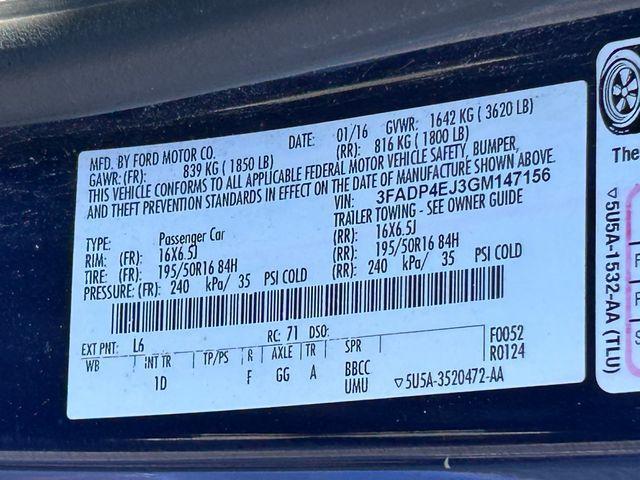 MFD. BY FORD MOTOR CO.
DATE: 01/16 GVWR: 1642 KG ( 3620 LB)
GAWR: (FR): 839 KG ( 1850 LB) (RR): 816 KG ( 1800 LB)
THIS VEHICLE CONFORMS TO ALL APPLICABLE FEDERAL MOTOR VEHICLE SAFETY, BUMPER,
AND THEFT PREVENTION STANDARDS IN EFFECT ON THE DATE OF MANUFACTURE SHOWN ABOVE.
VIN: 3FADP4EJ3GM147156
TYPE: Passenger Car TRAILER TOWING - SEE OWNER GUIDE
RIM: (FR): 16X6.5J (RR): 16X6.5J
TIRE: (FR): 195/50R16 84H (RR): 195/50R16 84H
PRESSURE: (FR): 240 kPa/ 35 PSI COLD (RR): 240 kPa/ 35 PSI COLD
EXT PNT: L6 RC: 71 DSO: F0052
WB INT TR TP/PS R AXLE TR SPR R0124
1D F GG A BBCC
UMU ▽5U5A-3520472-AA
The
▽5U5A-1532-AA (TLU)
F
F
S